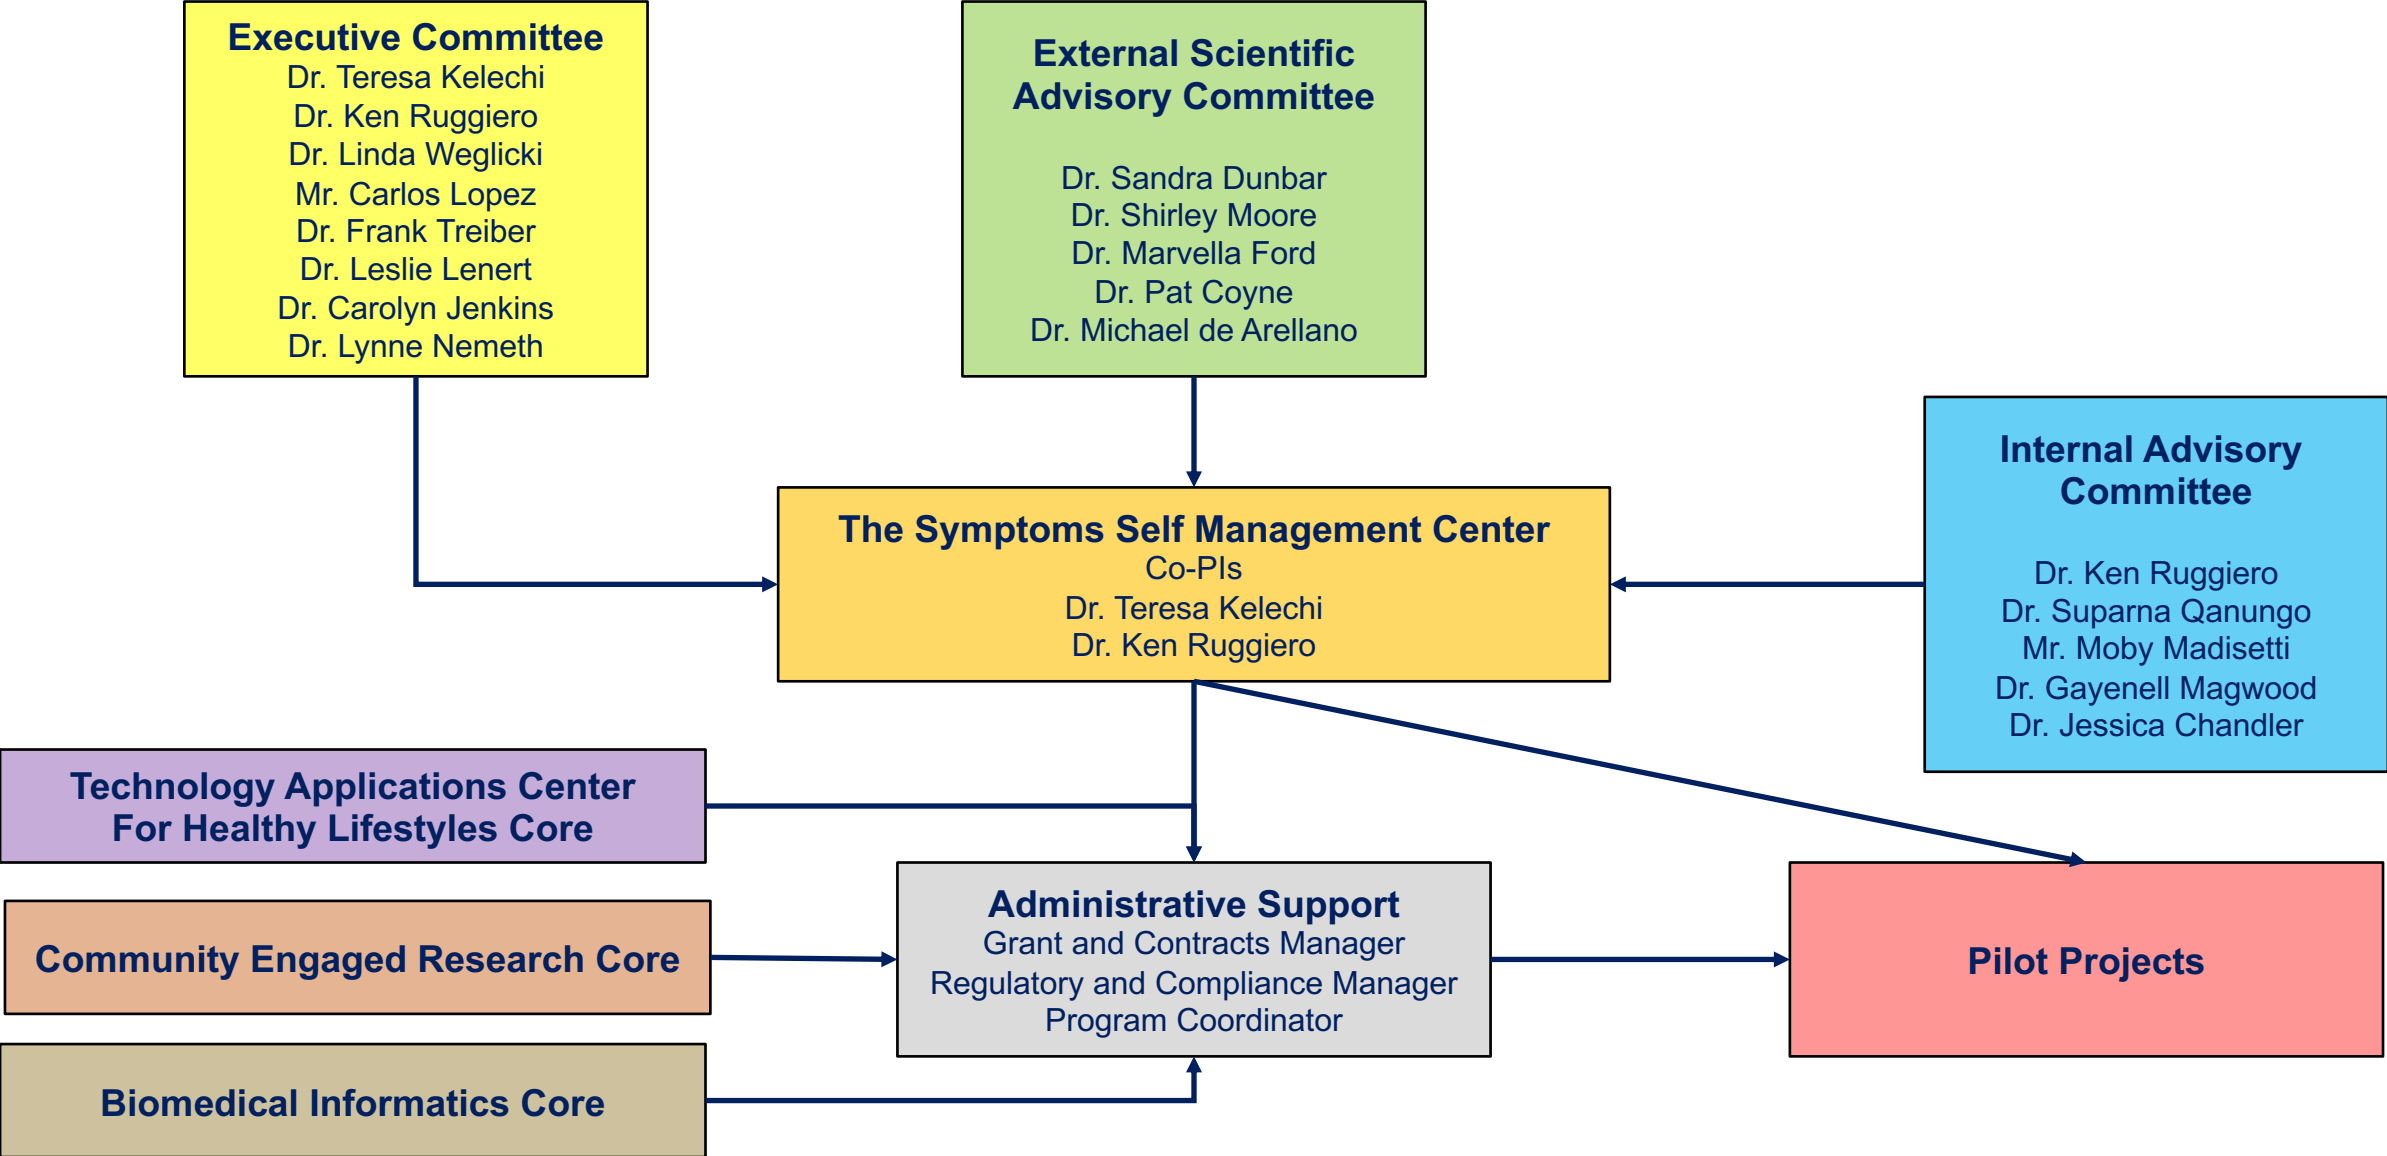 Executive Committee
Dr. Teresa Kelechi
Dr. Ken Ruggiero
Dr. Linda Weglicki
Mr. Carlos Lopez
Dr. Frank Treiber
Dr. Leslie Lenert
Dr. Carolyn Jenkins
Dr. Lynne Nemeth
External Scientific
Advisory Committee
Dr. Sandra Dunbar
Dr. Shirley Moore
Dr. Marvella Ford
Dr. Pat Coyne
Dr. Michael de Arellano
Internal Advisory
Committee
Dr. Ken Ruggiero
Dr. Suparna Qanungo
Mr. Moby Madisetti
Dr. Gayenell Magwood
Dr. Jessica Chandler
The Symptoms Self Management Center
Co-PIs
Dr. Teresa Kelechi
Dr. Ken Ruggiero
Technology Applications Center
For Healthy Lifestyles Core
Community Engaged Research Core
Biomedical Informatics Core
Administrative Support
Grant and Contracts Manager
Regulatory and Compliance Manager
Program Coordinator
Pilot Projects